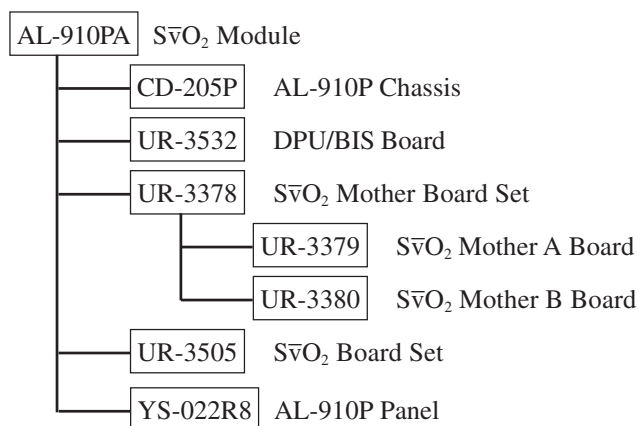 AL-910PA Sv̄O₂ Module
CD-205P AL-910P Chassis
UR-3532 DPU/BIS Board
UR-3378 Sv̄O₂ Mother Board Set
UR-3379 Sv̄O₂ Mother A Board
UR-3380 Sv̄O₂ Mother B Board
UR-3505 Sv̄O₂ Board Set
YS-022R8 AL-910P Panel